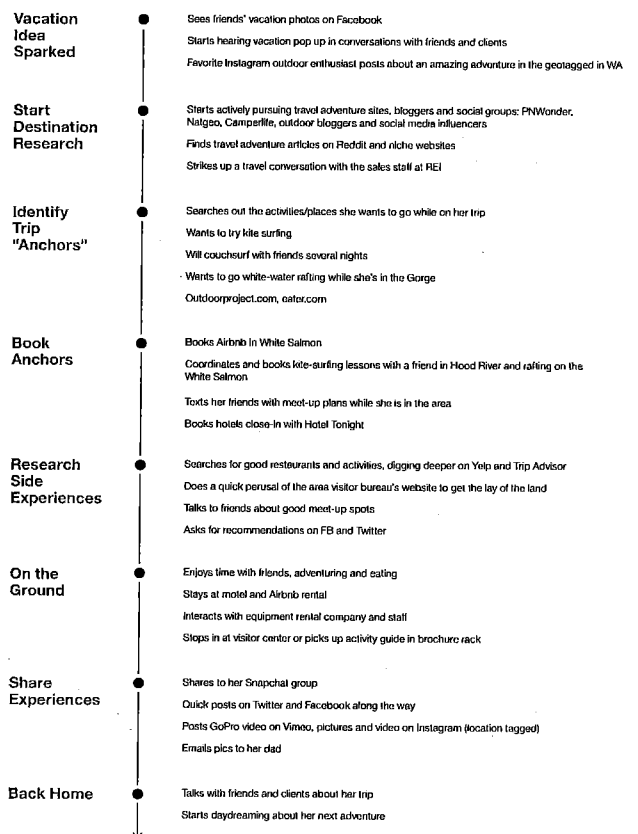 Vacation
Idea
Sparked
Sees friends' vacation photos on Facebook
Starts hearing vacation pop up in conversations with friends and clients
Favorite Instagram outdoor enthusiast posts about an amazing adventure in the geotagged in WA
Start
Destination
Research
Starts actively pursuing travel adventure sites, bloggers and social groups: PNWonder,
Natgeo, Camperlife, outdoor bloggers and social media influencers
Finds travel adventure articles on Reddit and niche websites
Strikes up a travel conversation with the sales staff at REI
Identify
Trip
"Anchors"
Searches out the activities/places she wants to go while on her trip
Wants to try kite surfing
Will couchsurf with friends several nights
Wants to go white-water rafting while she's in the Gorge
Outdoorproject.com, eater.com
Book
Anchors
Books Airbnb in White Salmon
Coordinates and books kite-surfing lessons with a friend in Hood River and rafting on the
White Salmon
Texts her friends with meet-up plans while she is in the area
Books hotels close-in with Hotel Tonight
Research
Side
Experiences
Searches for good restaurants and activities, digging deeper on Yelp and Trip Advisor
Does a quick perusal of the area visitor bureau's website to get the lay of the land
Talks to friends about good meet-up spots
Asks for recommendations on FB and Twitter
On the
Ground
Enjoys time with friends, adventuring and eating
Stays at motel and Airbnb rental
Interacts with equipment rental company and staff
Stops in at visitor center or picks up activity guide in brochure rack
Share
Experiences
Shares to her Snapchat group
Quick posts on Twitter and Facebook along the way
Posts GoPro video on Vimeo, pictures and video on Instagram (location tagged)
Emails pics to her dad
Back Home
Talks with friends and clients about her trip
Starts daydreaming about her next adventure